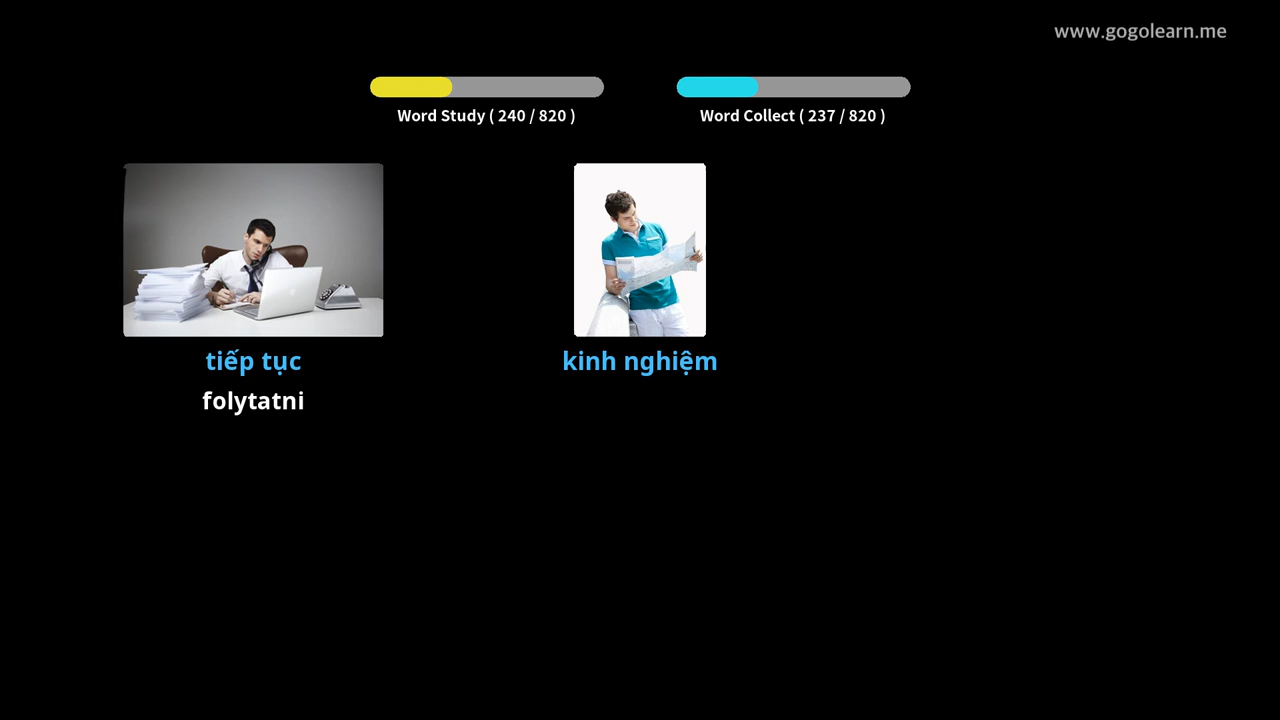 www.gogolearn.me
Word Study ( 240 / 820 )
Word Collect ( 237 / 820 )
tiếp tục
kinh nghiệm
folytatni